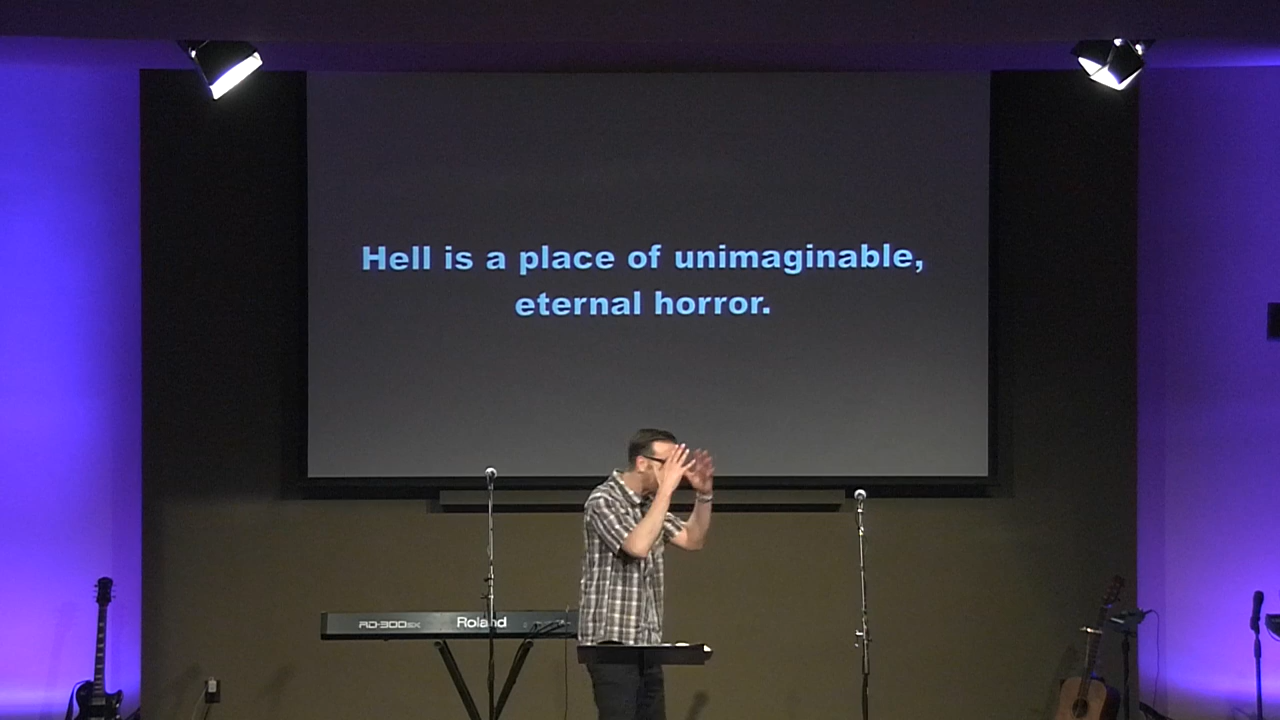 Hell is a place of unimaginable,
eternal horror.
RD-300SX Roland